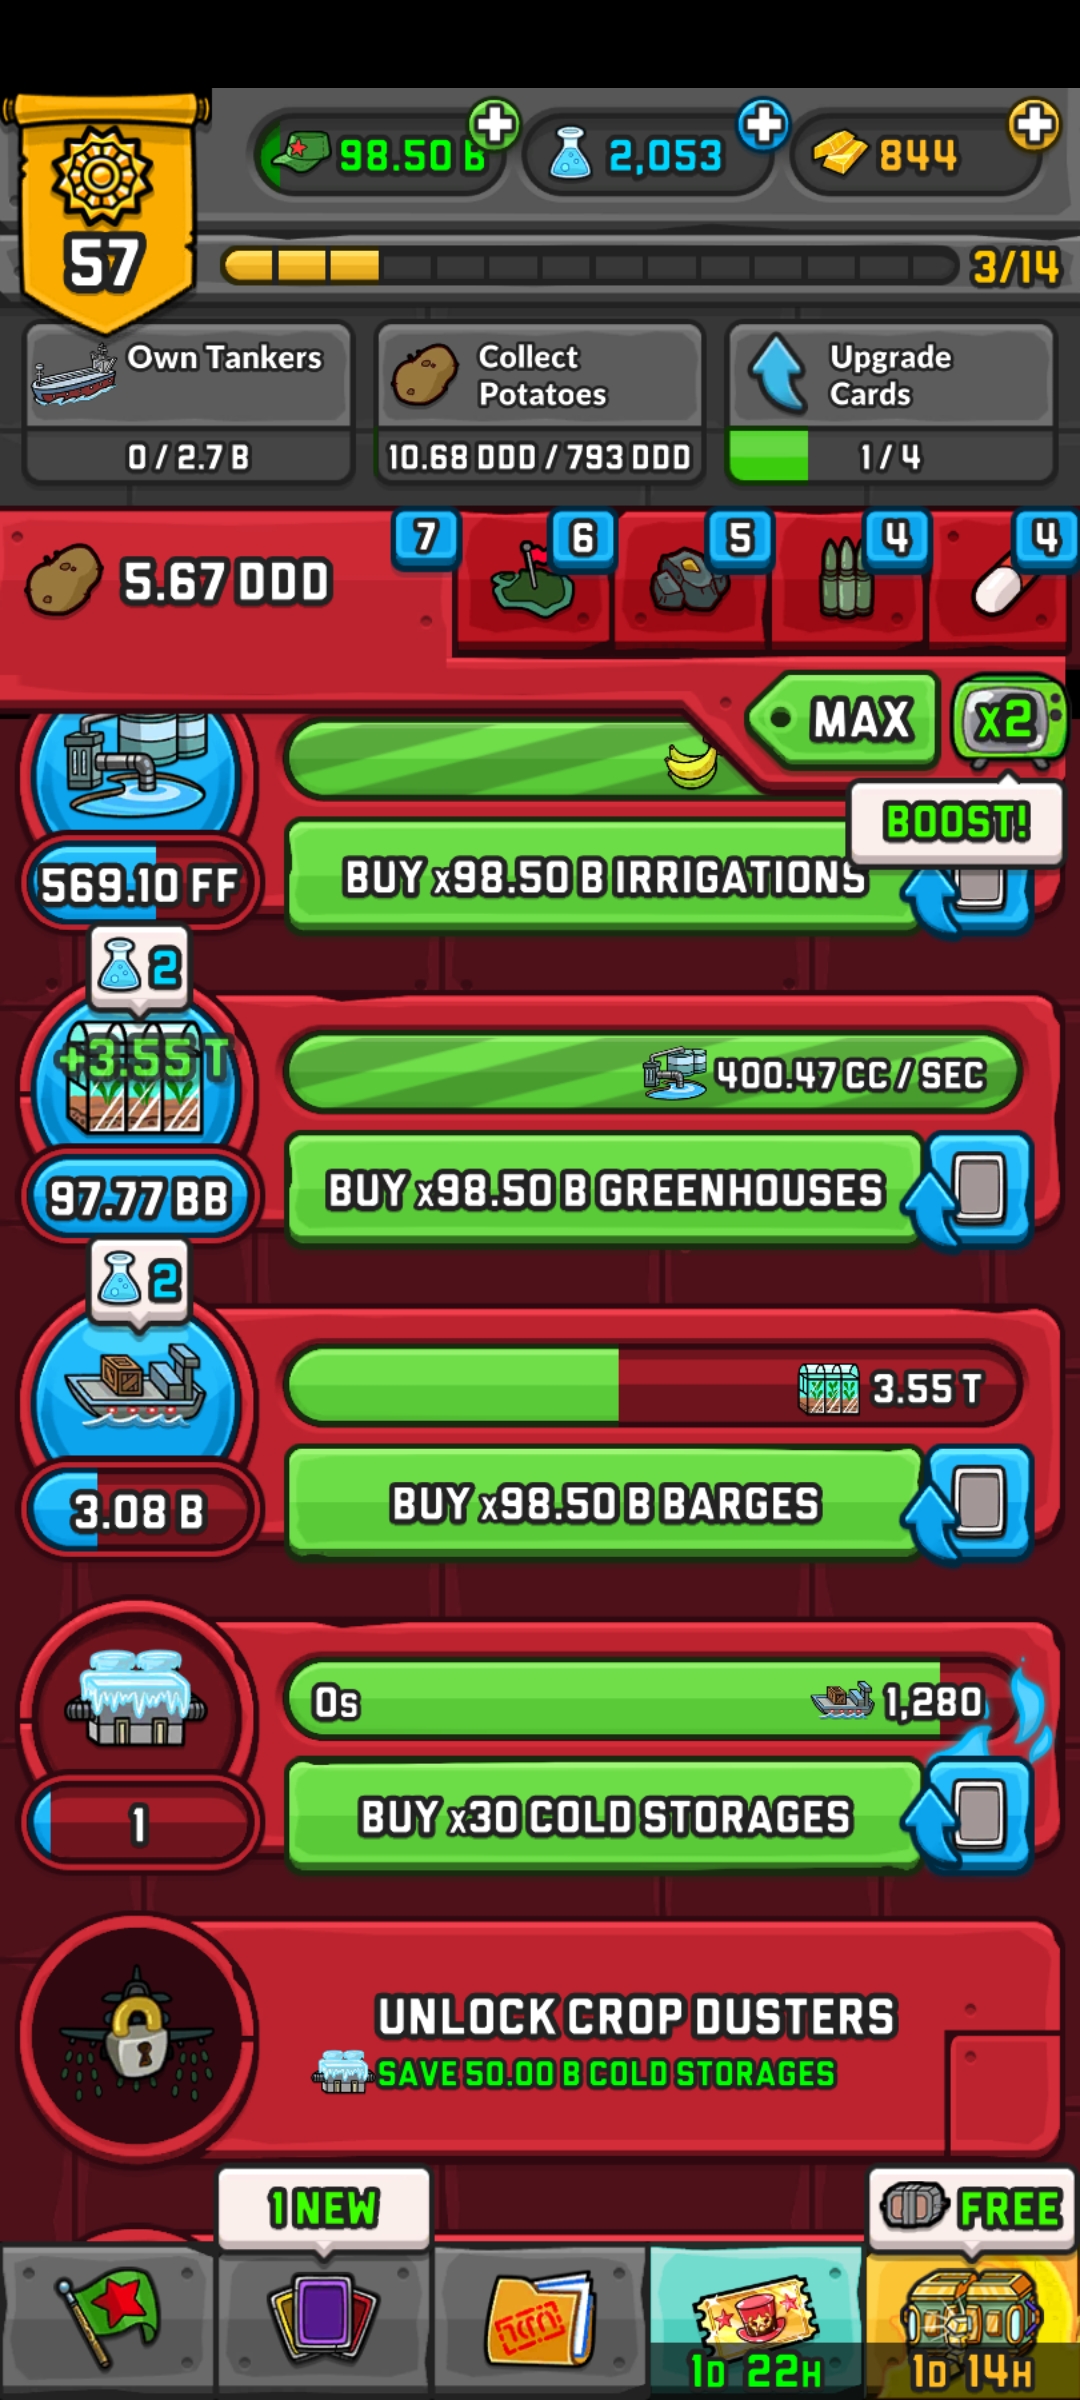 98.50 B
2,053
844
57
3/14
Own Tankers
0 / 2.7 B
Collect
Potatoes
10.68 DDD / 793 DDD
Upgrade
Cards
1 / 4
5.67 DDD
7
6
5
4
4
MAX
x2
BOOST!
569.10 FF
BUY x98.50 B IRRIGATIONS
2
+3.55 T
400.47 CC / SEC
97.77 BB
BUY x98.50 B GREENHOUSES
2
3.55 T
3.08 B
BUY x98.50 B BARGES
0s
1,280
1
BUY x30 COLD STORAGES
UNLOCK CROP DUSTERS
SAVE 50.00 B COLD STORAGES
1 NEW
FREE
1D 22H
1D 14H